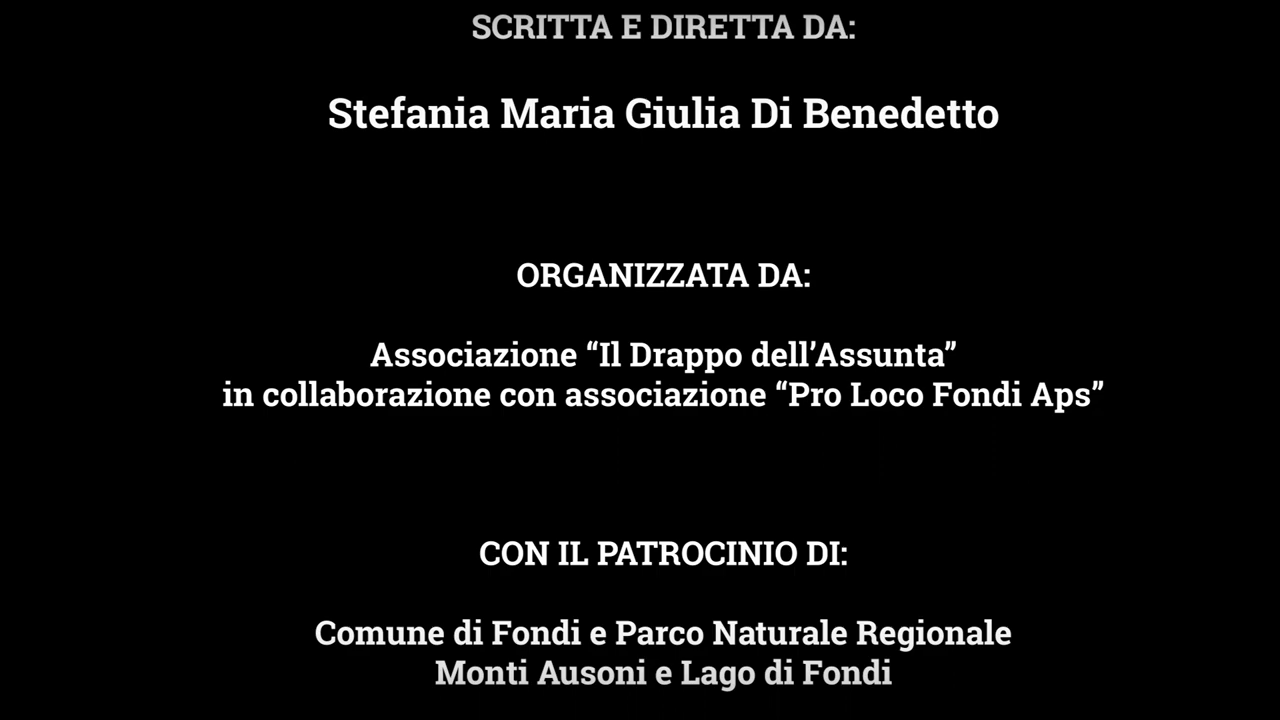 SCRITTA E DIRETTA DA:
Stefania Maria Giulia Di Benedetto
ORGANIZZATA DA:
Associazione “Il Drappo dell’Assunta”
in collaborazione con associazione “Pro Loco Fondi Aps”
CON IL PATROCINIO DI:
Comune di Fondi e Parco Naturale Regionale
Monti Ausoni e Lago di Fondi